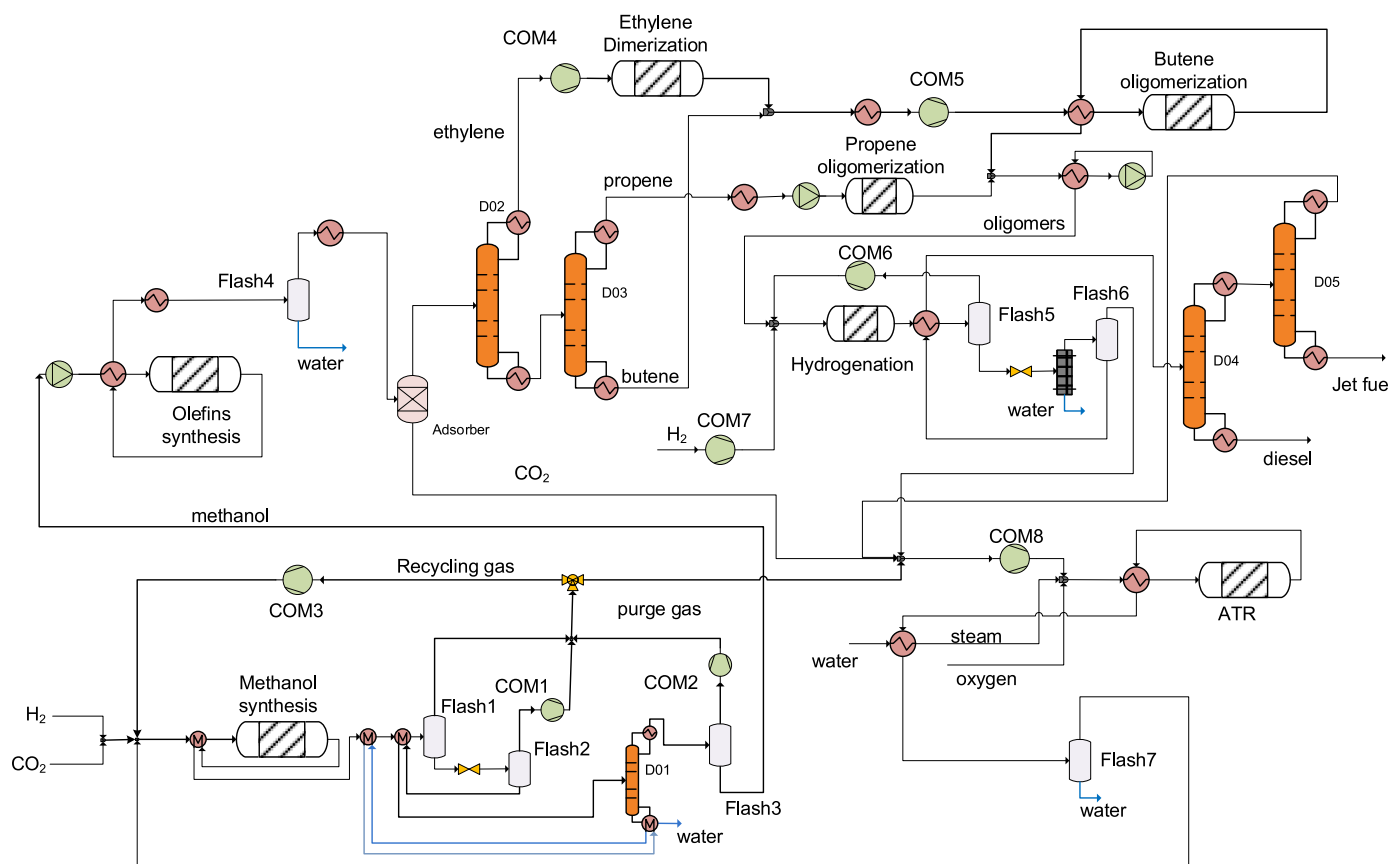 COM4
Ethylene
Dimerization
COM5
Butene
oligomerization
ethylene
Propene
oligomerization
propene
D02
oligomers
COM6
D03
D05
Flash4
Flash5
Flash6
water
Hydrogenation
D04
butene
water
Jet fue
Olefins
synthesis
Adsorber
COM7
H2
diesel
CO2
methanol
COM8
Recycling gas
COM3
purge gas
ATR
steam
water
oxygen
Methanol
synthesis
COM1
COM2
Flash1
H2
M
M
M
Flash2
D01
CO2
Flash3
Flash7
M
water
water